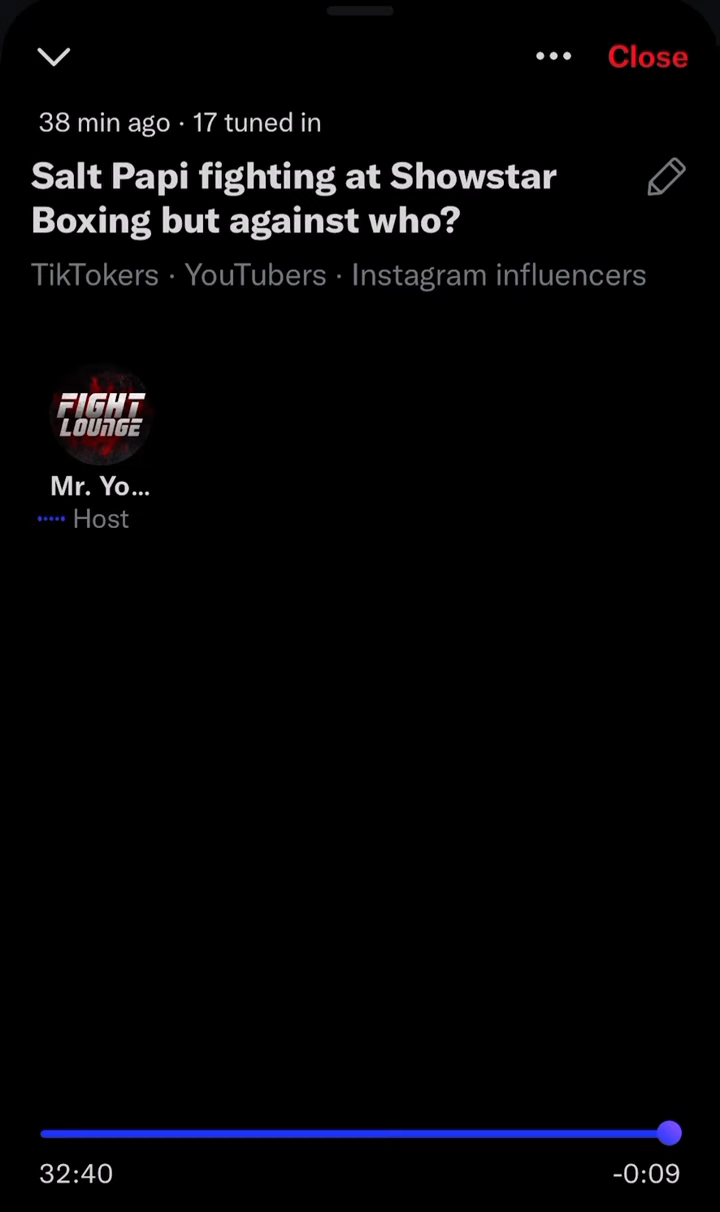 Close
38 min ago · 17 tuned in
Salt Papi fighting at Showstar
Boxing but against who?
TikTokers · YouTubers · Instagram influencers
FIGHT
LOUNGE
Mr. Yo...
Host
32:40
-0:09